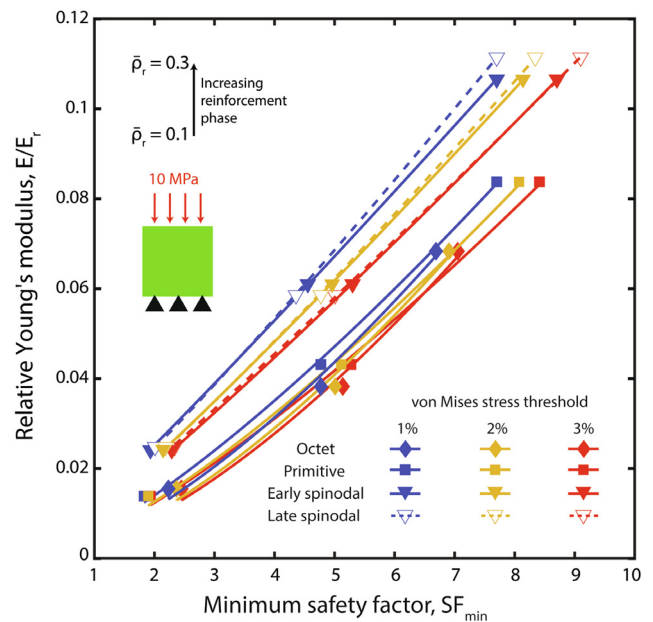 0.12
0.1
0.08
0.06
0.04
0.02
0
Relative Young's modulus, E/Eᵣ
ρ̄ᵣ = 0.3
Increasing
reinforcement
phase
ρ̄ᵣ = 0.1
10 MPa
von Mises stress threshold
1% 2% 3%
Octet
Primitive
Early spinodal
Late spinodal
1 2 3 4 5 6 7 8 9 10
Minimum safety factor, SFmin